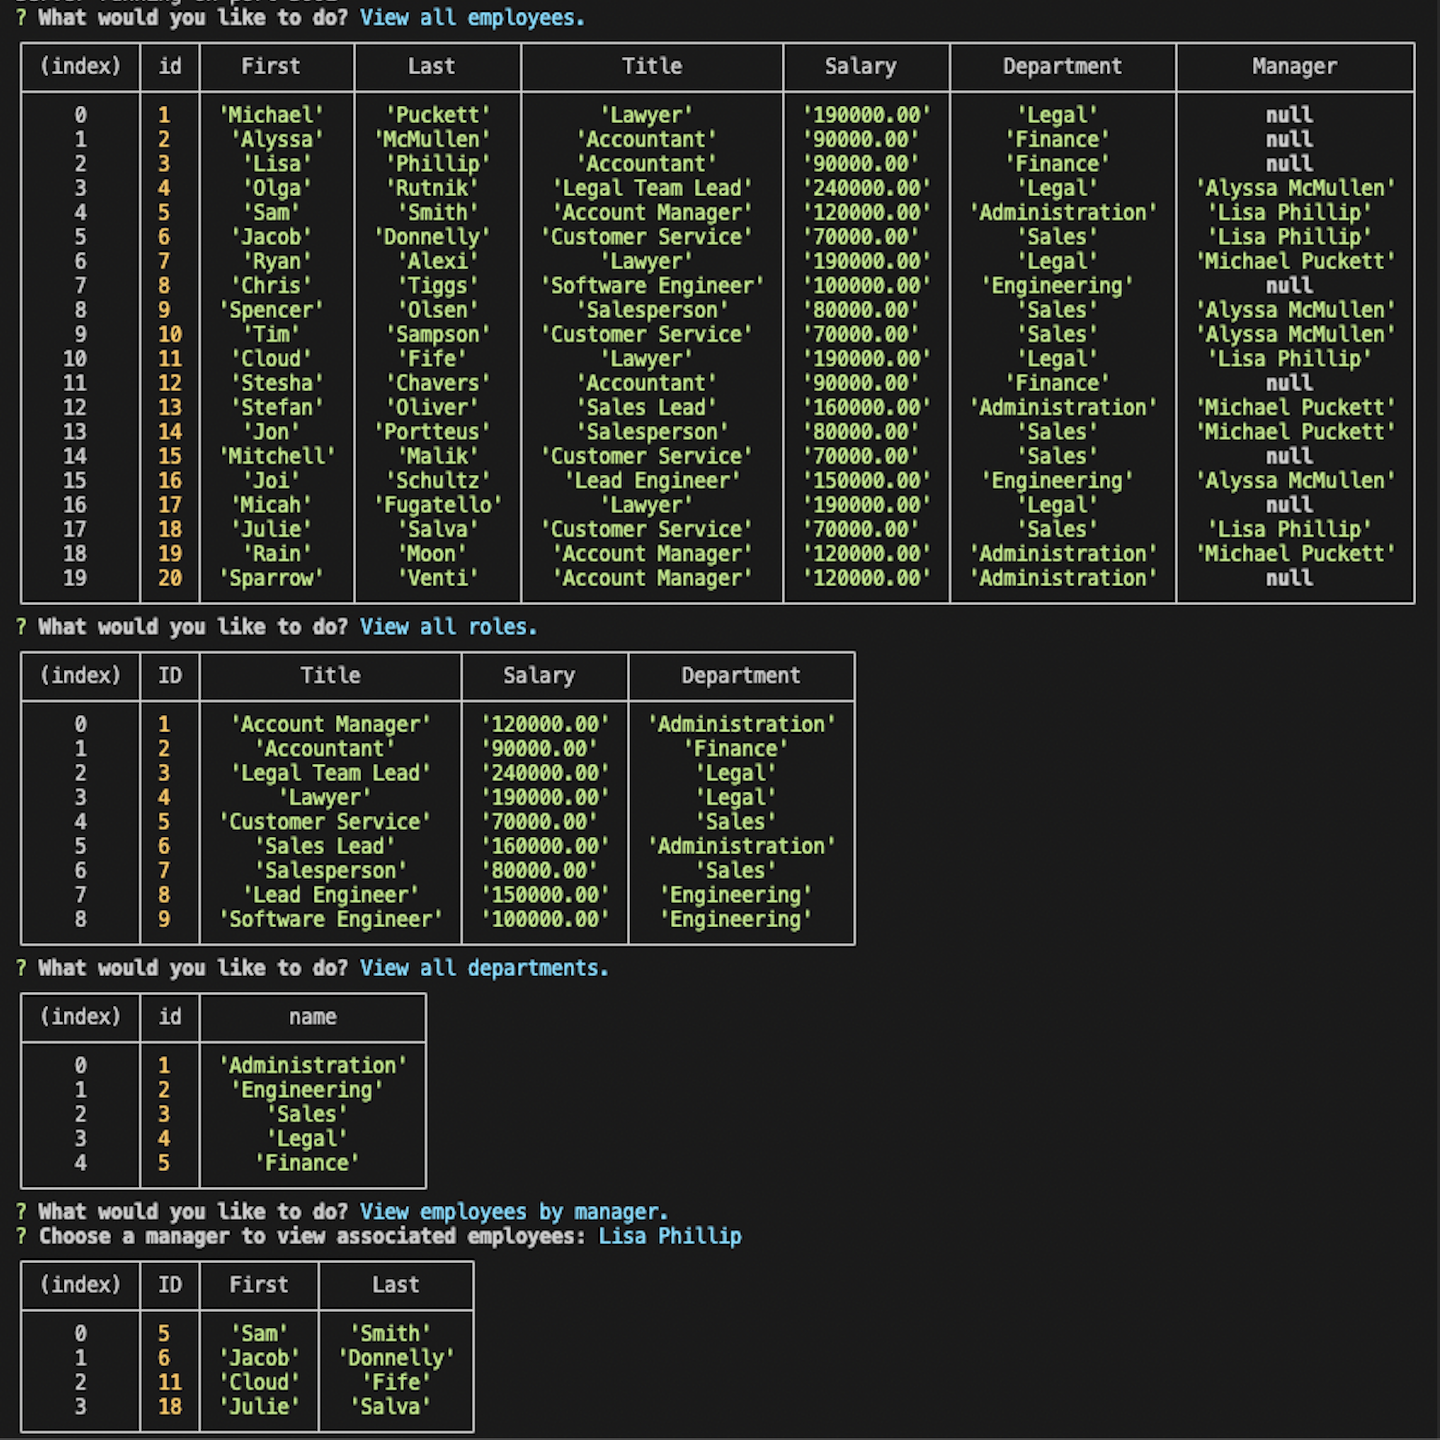 ? What would you like to do? View all employees.
(index) id First Last Title Salary Department Manager
0 1 'Michael' 'Puckett' 'Lawyer' '190000.00' 'Legal' null
1 2 'Alyssa' 'McMullen' 'Accountant' '90000.00' 'Finance' null
2 3 'Lisa' 'Phillip' 'Accountant' '90000.00' 'Finance' null
3 4 'Olga' 'Rutnik' 'Legal Team Lead' '240000.00' 'Legal' 'Alyssa McMullen'
4 5 'Sam' 'Smith' 'Account Manager' '120000.00' 'Administration' 'Lisa Phillip'
5 6 'Jacob' 'Donnelly' 'Customer Service' '70000.00' 'Sales' 'Lisa Phillip'
6 7 'Ryan' 'Alexi' 'Lawyer' '190000.00' 'Legal' 'Michael Puckett'
7 8 'Chris' 'Tiggs' 'Software Engineer' '100000.00' 'Engineering' null
8 9 'Spencer' 'Olsen' 'Salesperson' '80000.00' 'Sales' 'Alyssa McMullen'
9 10 'Tim' 'Sampson' 'Customer Service' '70000.00' 'Sales' 'Alyssa McMullen'
10 11 'Cloud' 'Fife' 'Lawyer' '190000.00' 'Legal' 'Lisa Phillip'
11 12 'Stesha' 'Chavers' 'Accountant' '90000.00' 'Finance' null
12 13 'Stefan' 'Oliver' 'Sales Lead' '160000.00' 'Administration' 'Michael Puckett'
13 14 'Jon' 'Portteus' 'Salesperson' '80000.00' 'Sales' 'Michael Puckett'
14 15 'Mitchell' 'Malik' 'Customer Service' '70000.00' 'Sales' null
15 16 'Joi' 'Schultz' 'Lead Engineer' '150000.00' 'Engineering' 'Alyssa McMullen'
16 17 'Micah' 'Fugatello' 'Lawyer' '190000.00' 'Legal' null
17 18 'Julie' 'Salva' 'Customer Service' '70000.00' 'Sales' 'Lisa Phillip'
18 19 'Rain' 'Moon' 'Account Manager' '120000.00' 'Administration' 'Michael Puckett'
19 20 'Sparrow' 'Venti' 'Account Manager' '120000.00' 'Administration' null
? What would you like to do? View all roles.
(index) ID Title Salary Department
0 1 'Account Manager' '120000.00' 'Administration'
1 2 'Accountant' '90000.00' 'Finance'
2 3 'Legal Team Lead' '240000.00' 'Legal'
3 4 'Lawyer' '190000.00' 'Legal'
4 5 'Customer Service' '70000.00' 'Sales'
5 6 'Sales Lead' '160000.00' 'Administration'
6 7 'Salesperson' '80000.00' 'Sales'
7 8 'Lead Engineer' '150000.00' 'Engineering'
8 9 'Software Engineer' '100000.00' 'Engineering'
? What would you like to do? View all departments.
(index) id name
0 1 'Administration'
1 2 'Engineering'
2 3 'Sales'
3 4 'Legal'
4 5 'Finance'
? What would you like to do? View employees by manager.
? Choose a manager to view associated employees: Lisa Phillip
(index) ID First Last
0 5 'Sam' 'Smith'
1 6 'Jacob' 'Donnelly'
2 11 'Cloud' 'Fife'
3 18 'Julie' 'Salva'